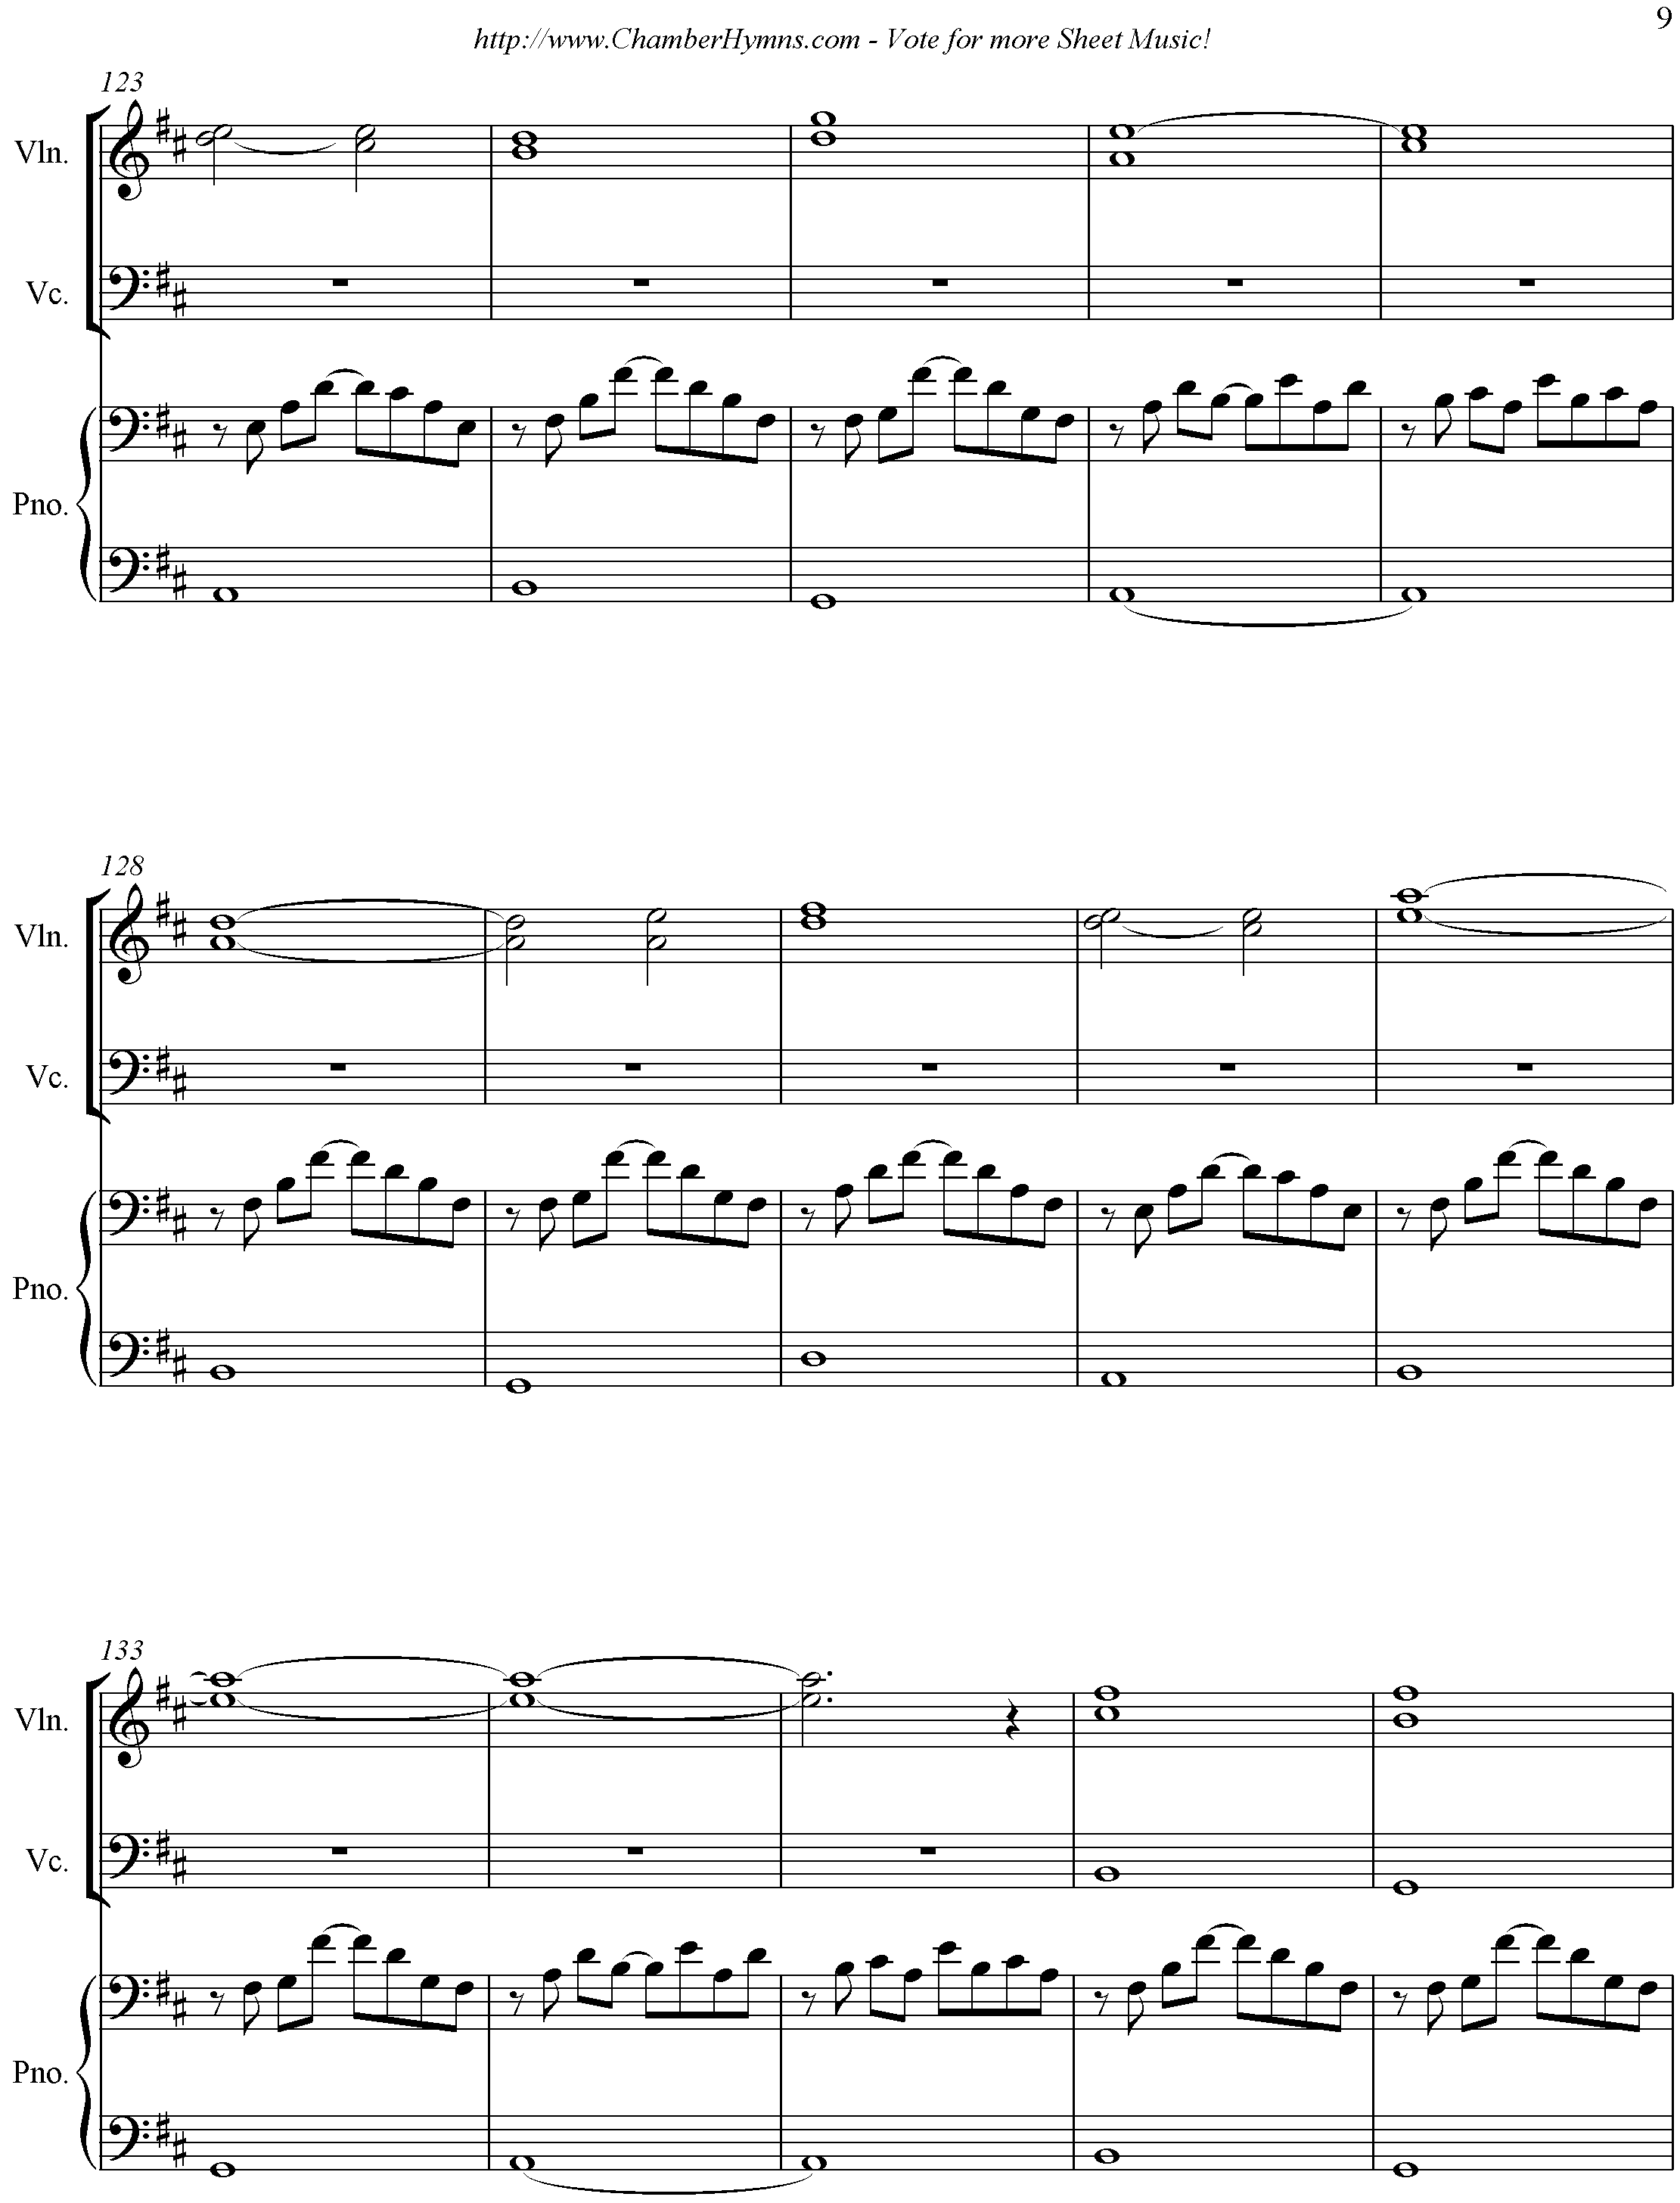 9
http://www.ChamberHymns.com - Vote for more Sheet Music!
123
Vln.
Vc.
Pno.
128
Vln.
Vc.
Pno.
133
Vln.
Vc.
Pno.